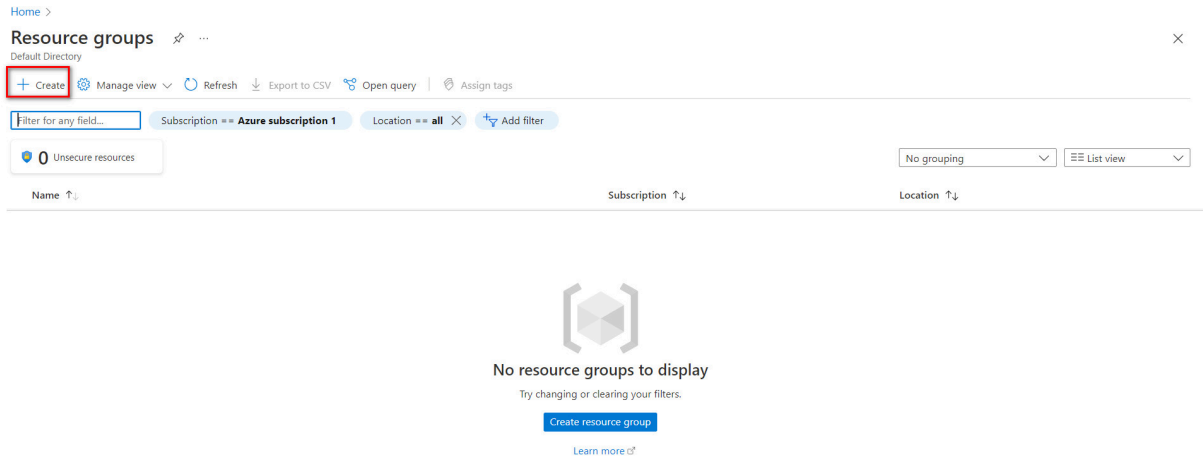 Home >
Resource groups ...
Default Directory
+ Create Manage view Refresh Export to CSV Open query Assign tags
Filter for any field... Subscription == Azure subscription 1 Location == all Add filter
0 Unsecure resources No grouping List view
Name Subscription Location
No resource groups to display
Try changing or clearing your filters.
Create resource group
Learn more